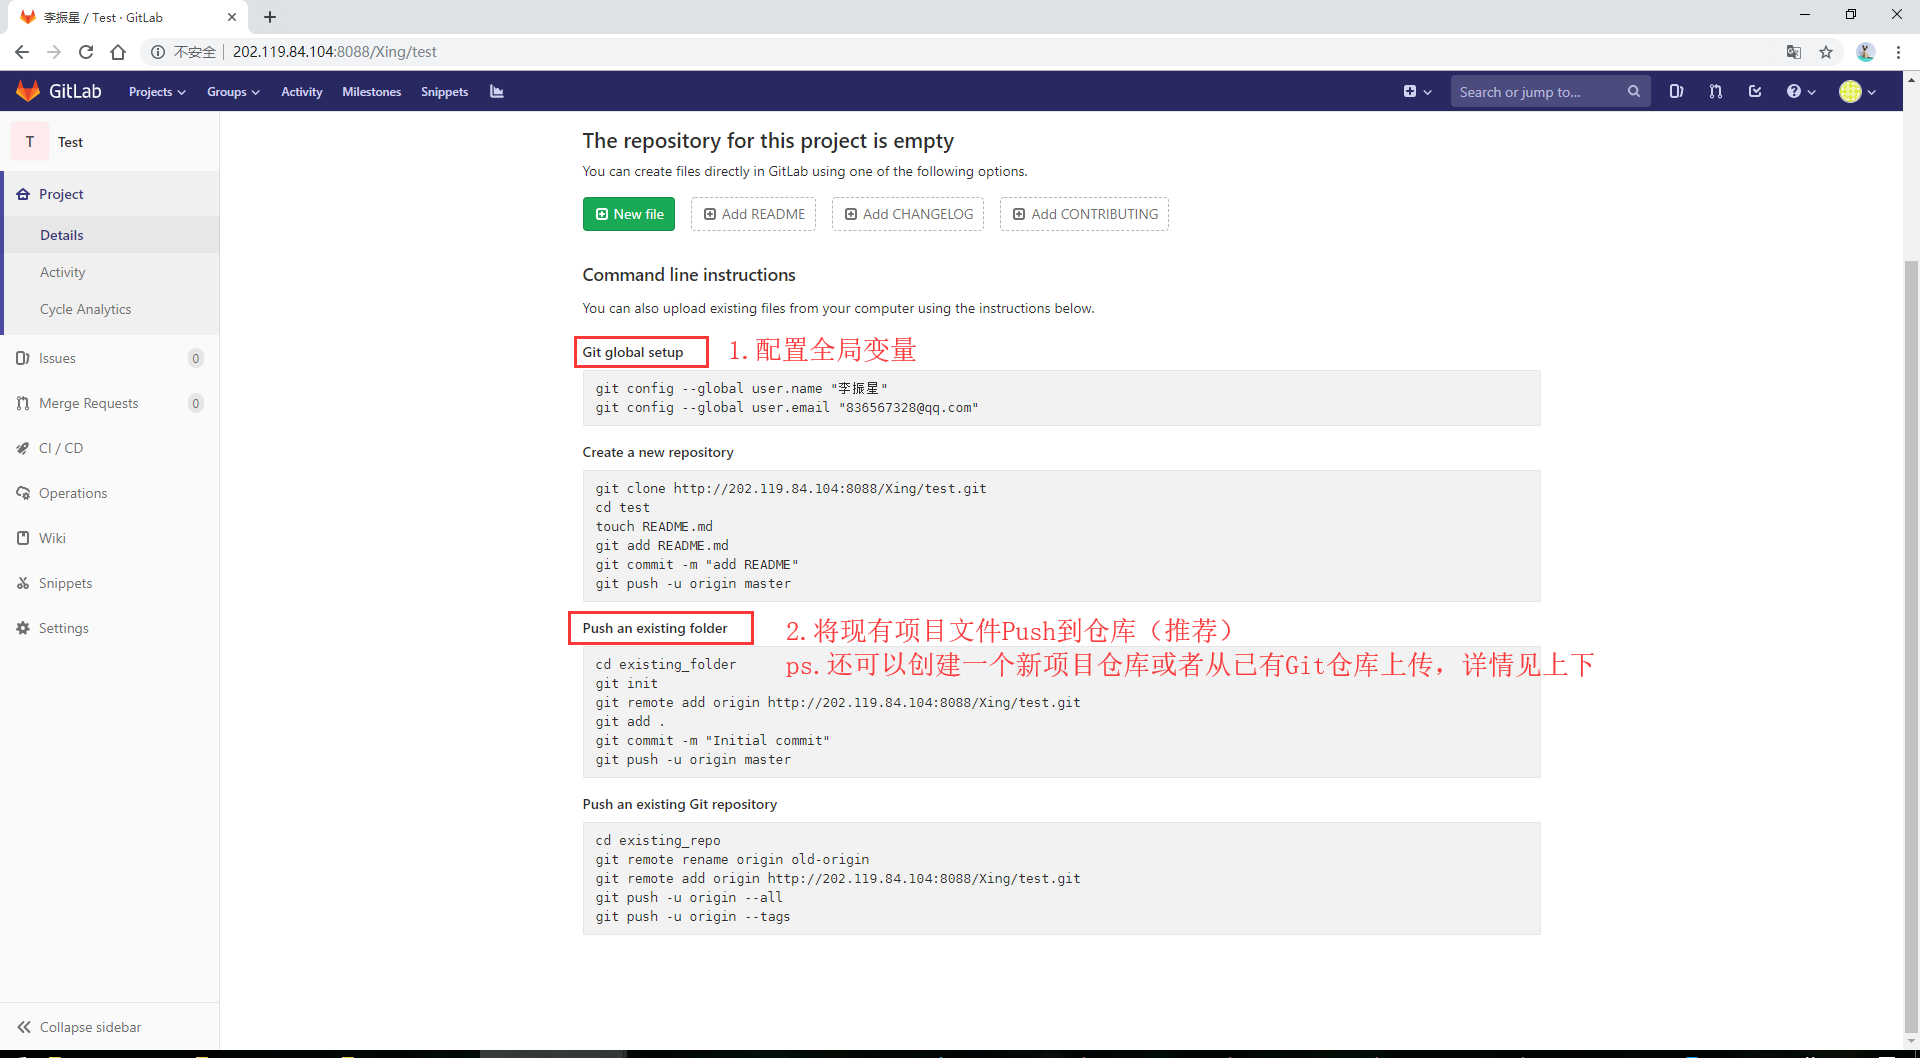 李振星 / Test · GitLab
不安全 202.119.84.104:8088/Xing/test
GitLab Projects Groups Activity Milestones Snippets Search or jump to...
T Test
Project
Details
Activity
Cycle Analytics
Issues 0
Merge Requests 0
CI / CD
Operations
Wiki
Snippets
Settings
Collapse sidebar
The repository for this project is empty
You can create files directly in GitLab using one of the following options.
New file Add README Add CHANGELOG Add CONTRIBUTING
Command line instructions
You can also upload existing files from your computer using the instructions below.
Git global setup 1.配置全局变量
git config --global user.name "李振星"
git config --global user.email "836567328@qq.com"
Create a new repository
git clone http://202.119.84.104:8088/Xing/test.git
cd test
touch README.md
git add README.md
git commit -m "add README"
git push -u origin master
Push an existing folder 2.将现有项目文件Push到仓库（推荐）
cd existing_folder ps.还可以创建一个新项目仓库或者从已有Git仓库上传，详情见上下
git init
git remote add origin http://202.119.84.104:8088/Xing/test.git
git add .
git commit -m "Initial commit"
git push -u origin master
Push an existing Git repository
cd existing_repo
git remote rename origin old-origin
git remote add origin http://202.119.84.104:8088/Xing/test.git
git push -u origin --all
git push -u origin --tags